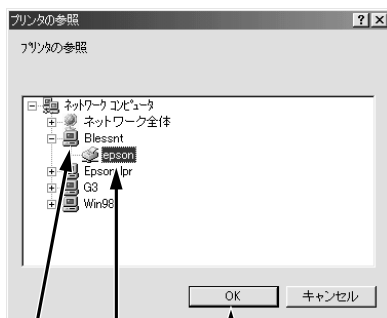 プリンタの参照
プリンタの参照
ネットワーク コンピュータ
ネットワーク全体
Blessnt
epson
Epson lpr
G3
Win98
OK
キャンセル